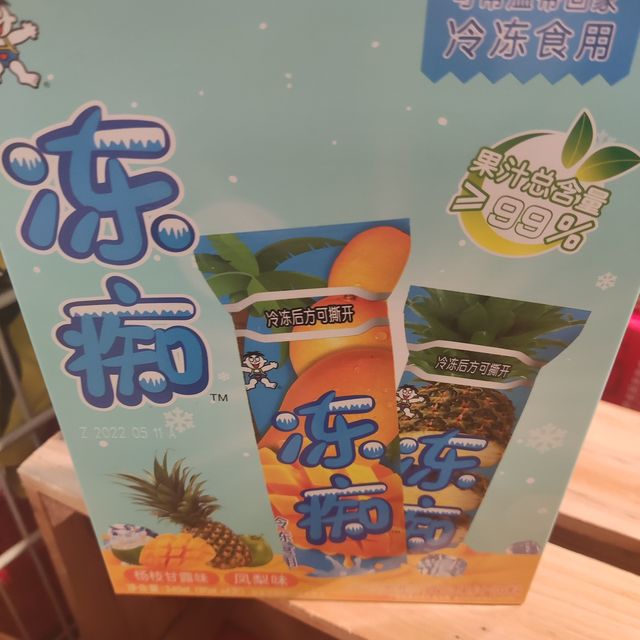 冷冻食用
果汁总含量
≥99%
冻
痴
TM
Z 2022 05 11 A
冷冻后方可撕开
冻
痴
冷冻后方可撕开
冻
痴
杨枝甘露味
凤梨味